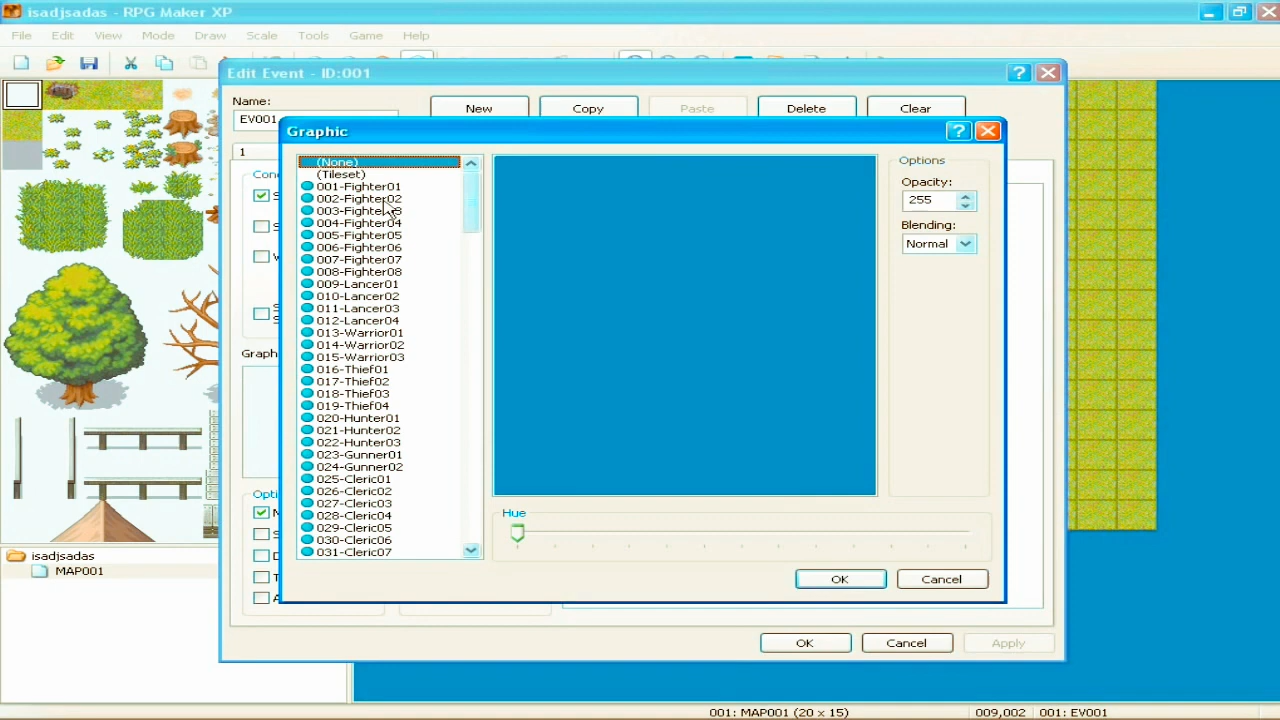 isadjsadas - RPG Maker XP
File Edit View Mode Draw Scale Tools Game Help
Edit Event - ID:001
Name:
EV001
New Copy Paste Delete Clear
Graphic
1
(None)
(Tileset)
001-Fighter01
002-Fighter02
003-Fighter03
004-Fighter04
005-Fighter05
006-Fighter06
007-Fighter07
008-Fighter08
009-Lancer01
010-Lancer02
011-Lancer03
012-Lancer04
013-Warrior01
014-Warrior02
015-Warrior03
016-Thief01
017-Thief02
018-Thief03
019-Thief04
020-Hunter01
021-Hunter02
022-Hunter03
023-Gunner01
024-Gunner02
025-Cleric01
026-Cleric02
027-Cleric03
028-Cleric04
029-Cleric05
030-Cleric06
031-Cleric07
Options
Opacity:
255
Blending:
Normal
Hue
OK Cancel
Con
Graph
Opti
OK Cancel Apply
isadjsadas
MAP001
001: MAP001 (20 x 15) 009,002 001: EV001